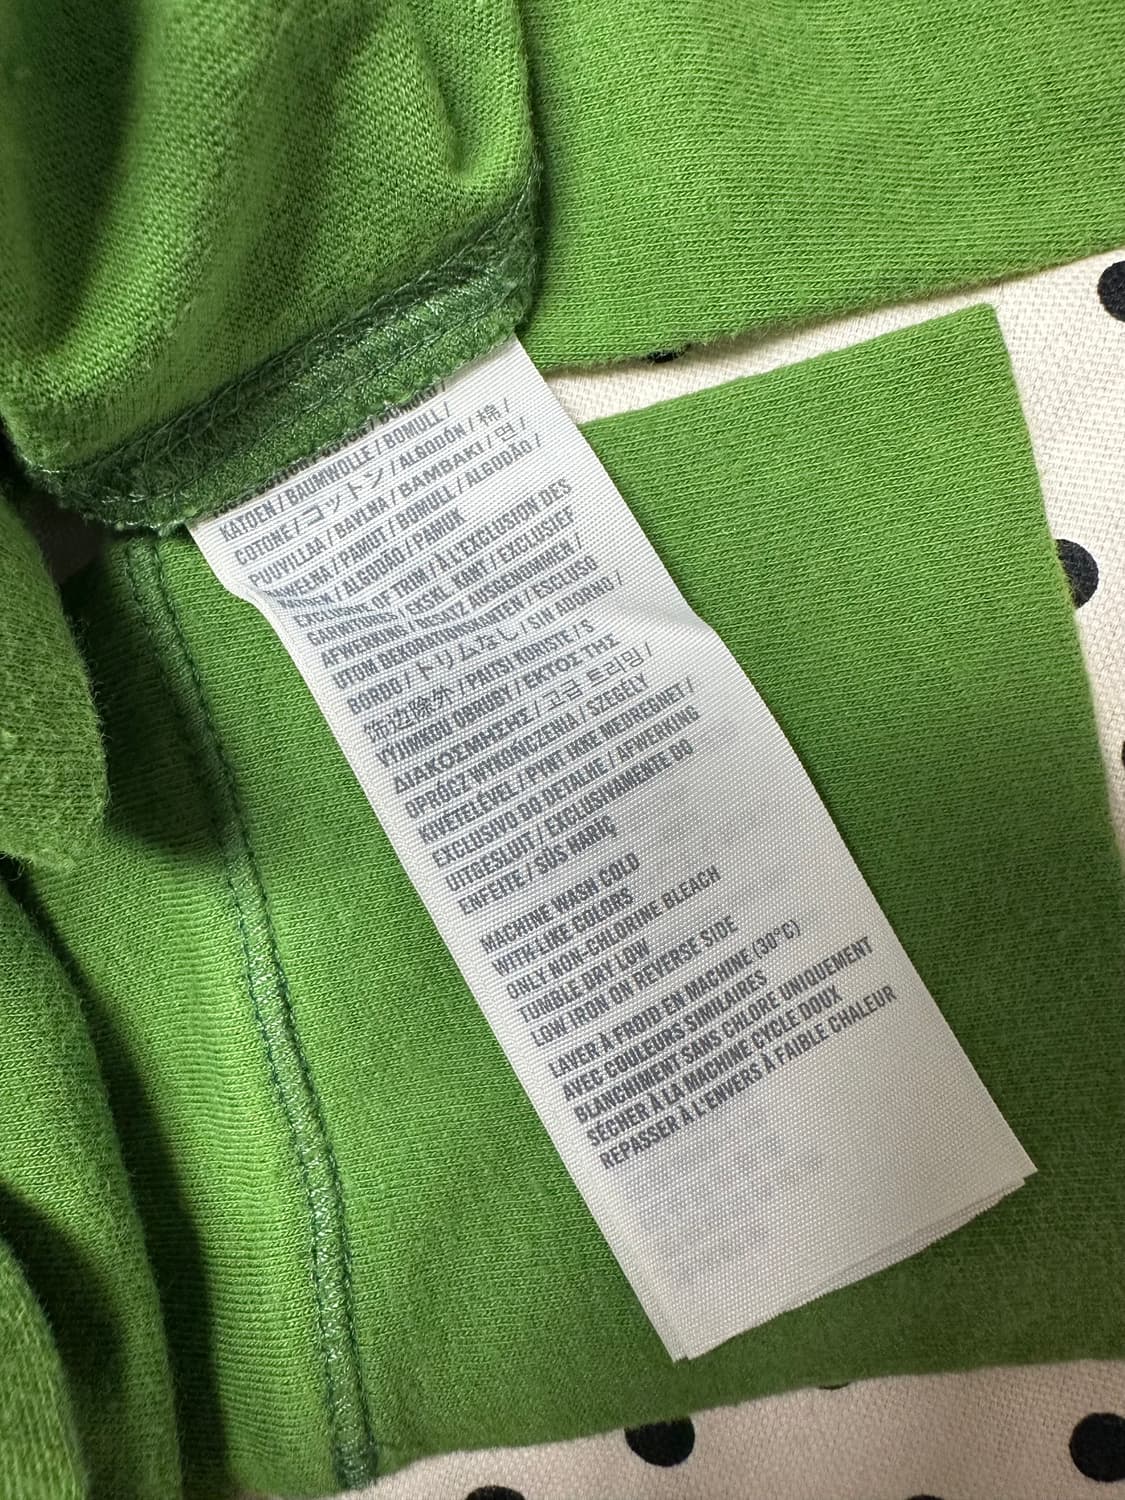 KATOEN / BAUMWOLLE / BOMULL /
COTONE / コットン / ALGODÓN / 棉 /
PUUVILLAA / BAVLNA / BAMBAKI / 면 /
BAWEŁNA / PAMUT / BOMULL / ALGODÃO /
/ ALGODÃO / PAMUK
EXCLUSIVE OF TRIM / À L'EXCLUSION DES
GARNITURES / EKSKL. KANT / EXCLUSIEF
AFWERKING / BESATZ AUSGENOMMEN /
UTOM DEKORATIONSKANTEN / ESCLUSO
BORDO / トリムなし / SIN ADORNO /
饰边除外 / PAITSI KORISTE / S
VÝJIMKOU OBRUBY / ΕΚΤΟΣ ΤΗΣ
ΔΙΑΚΟΣΜΗΣΗΣ / 고급 트리밍 /
OPRÓCZ WYKOŃCZENIA / SZEGÉLY
KIVÉTELÉVEL / PYNT IKKE MEDREGNET /
EXCLUSIVO DO DETALHE / AFWERKING
UITGESLUIT / EXCLUSIVAMENTE DO
ENFEITE / SÜS HARİÇ
MACHINE WASH COLD
WITH LIKE COLORS
ONLY NON-CHLORINE BLEACH
TUMBLE DRY LOW
LOW IRON ON REVERSE SIDE
LAVER À FROID EN MACHINE (30°C)
AVEC COULEURS SIMILAIRES
BLANCHIMENT SANS CHLORE UNIQUEMENT
SÉCHER À LA MACHINE CYCLE DOUX
REPASSER À L'ENVERS À FAIBLE CHALEUR